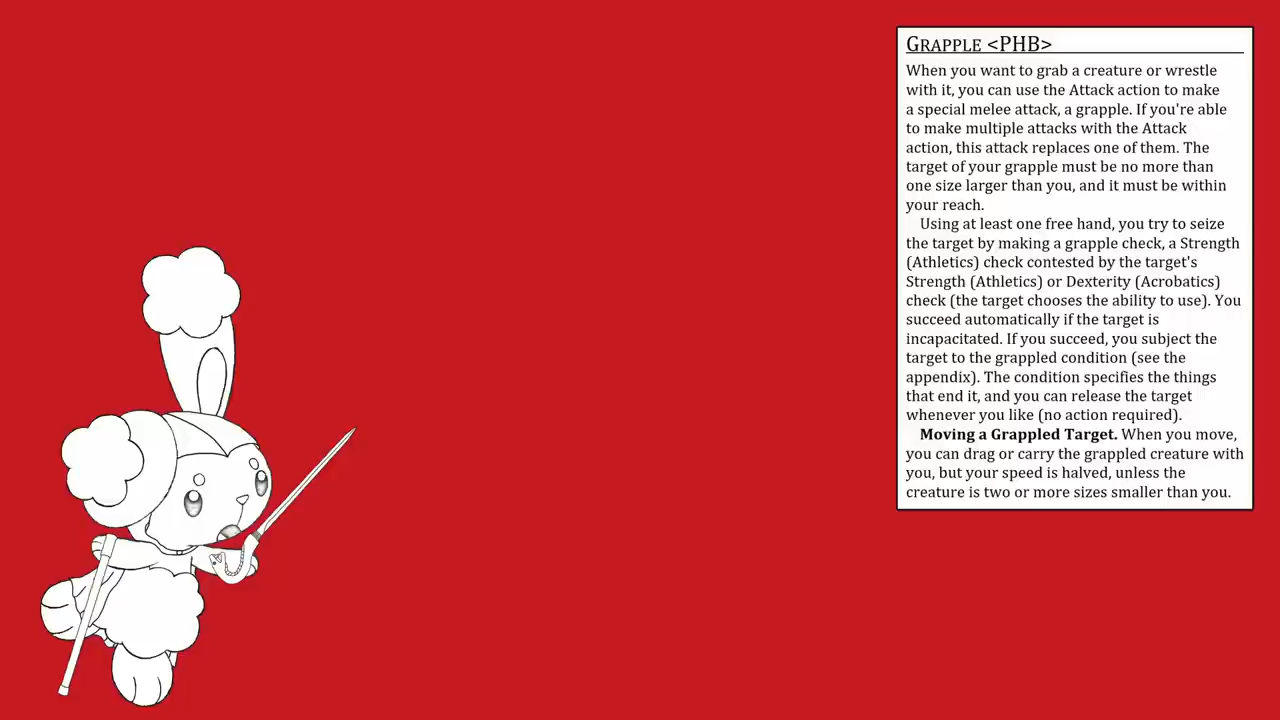 GRAPPLE <PHB>
When you want to grab a creature or wrestle
with it, you can use the Attack action to make
a special melee attack, a grapple. If you're able
to make multiple attacks with the Attack
action, this attack replaces one of them. The
target of your grapple must be no more than
one size larger than you, and it must be within
your reach.
Using at least one free hand, you try to seize
the target by making a grapple check, a Strength
(Athletics) check contested by the target's
Strength (Athletics) or Dexterity (Acrobatics)
check (the target chooses the ability to use). You
succeed automatically if the target is
incapacitated. If you succeed, you subject the
target to the grappled condition (see the
appendix). The condition specifies the things
that end it, and you can release the target
whenever you like (no action required).
Moving a Grappled Target. When you move,
you can drag or carry the grappled creature with
you, but your speed is halved, unless the
creature is two or more sizes smaller than you.